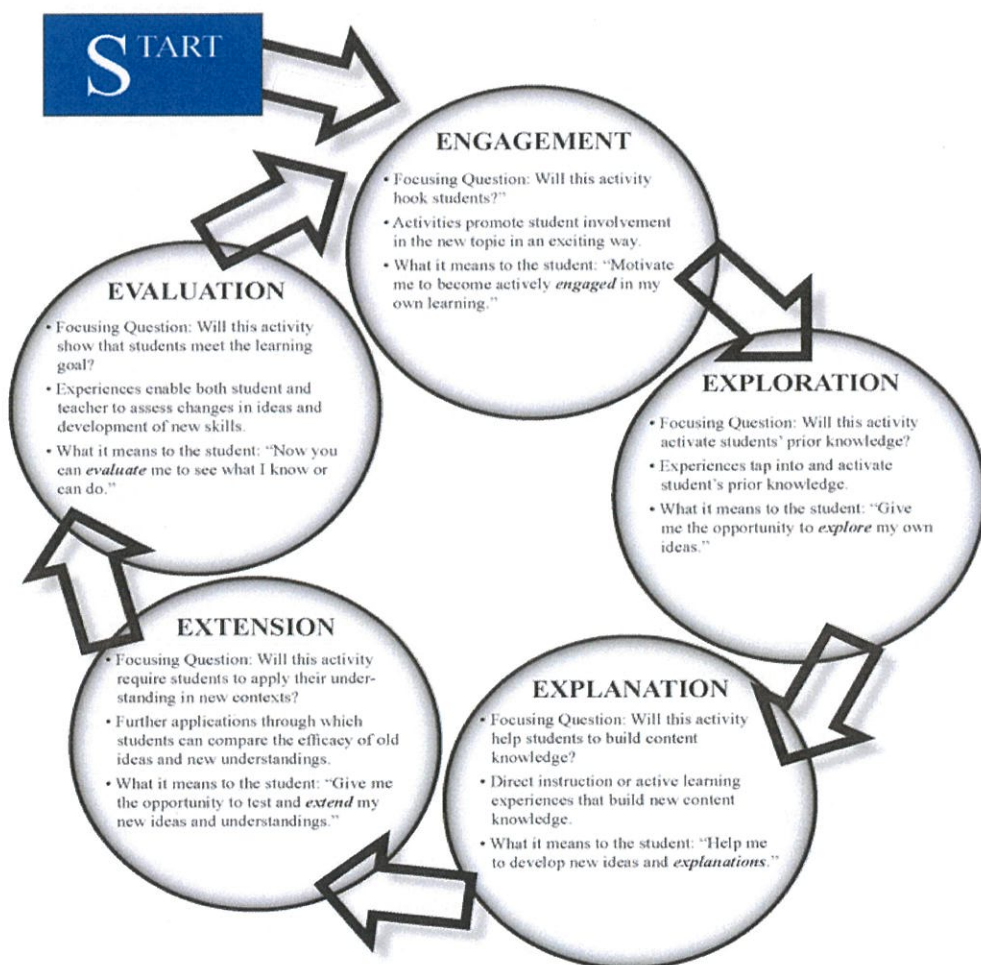 START
ENGAGEMENT
• Focusing Question: Will this activity
hook students?”
• Activities promote student involvement
in the new topic in an exciting way.
• What it means to the student: “Motivate
me to become actively engaged in my
own learning.”
EXPLORATION
• Focusing Question: Will this activity
activate students’ prior knowledge?
• Experiences tap into and activate
student’s prior knowledge.
• What it means to the student: “Give
me the opportunity to explore my own
ideas.”
EXPLANATION
• Focusing Question: Will this activity
help students to build content
knowledge?
• Direct instruction or active learning
experiences that build new content
knowledge.
• What it means to the student: “Help me
to develop new ideas and explanations.”
EXTENSION
• Focusing Question: Will this activity
require students to apply their under-
standing in new contexts?
• Further applications through which
students can compare the efficacy of old
ideas and new understandings.
• What it means to the student: “Give me
the opportunity to test and extend my
new ideas and understandings.”
EVALUATION
• Focusing Question: Will this activity
show that students meet the learning
goal?
• Experiences enable both student and
teacher to assess changes in ideas and
development of new skills.
• What it means to the student: “Now you
can evaluate me to see what I know or
can do.”